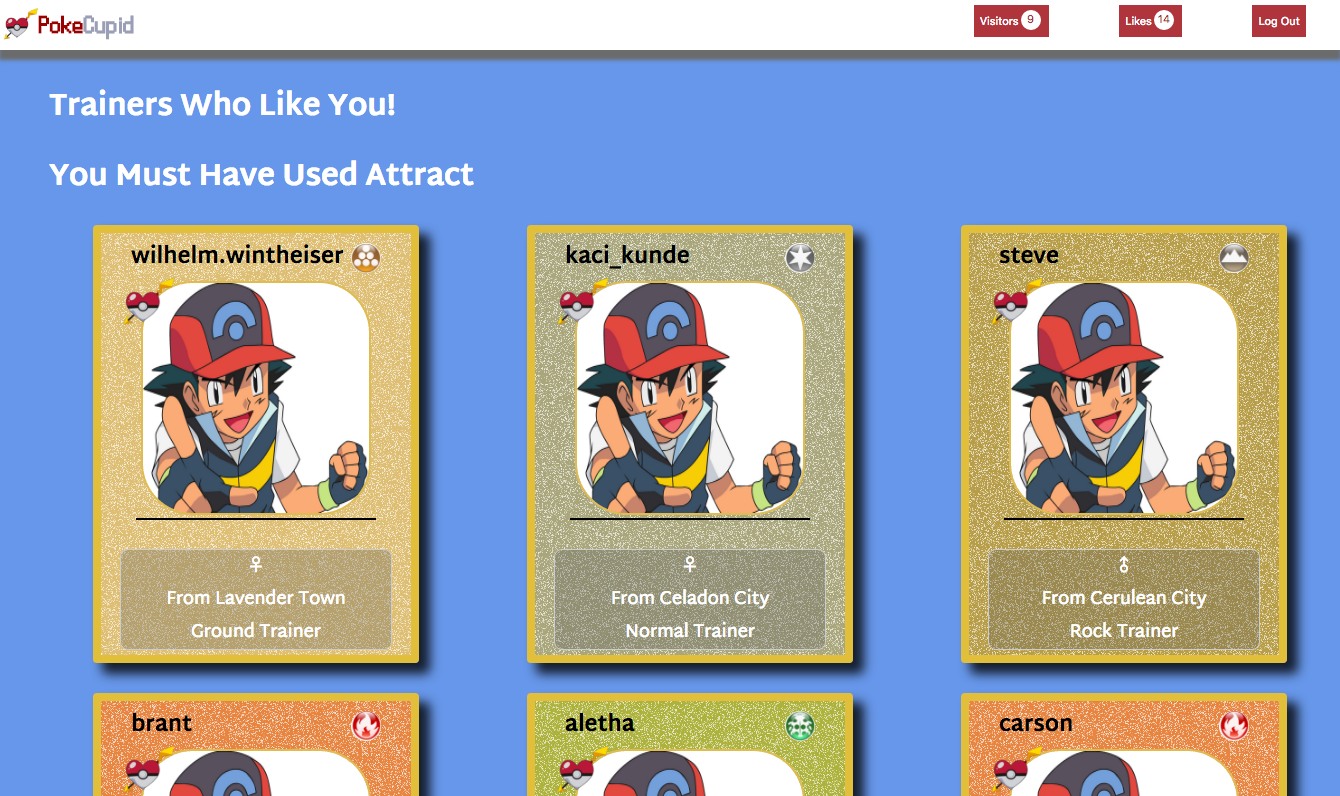 PokeCupid
Visitors 9
Likes 14
Log Out
Trainers Who Like You!
You Must Have Used Attract
wilhelm.wintheiser
♀
From Lavender Town
Ground Trainer
kaci_kunde
♀
From Celadon City
Normal Trainer
steve
♂
From Cerulean City
Rock Trainer
brant
aletha
carson